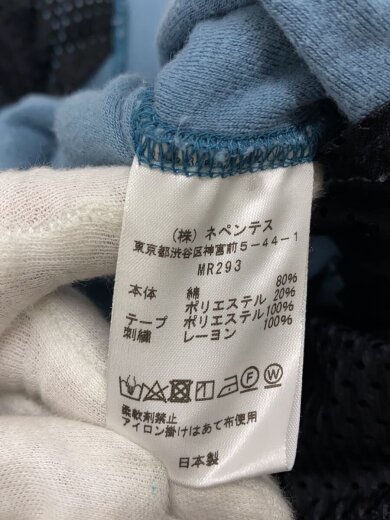 (株) ネペンテス
東京都渋谷区神宮前5-44-1
MR293
本体 綿 80%
ポリエステル 20%
テープ ポリエステル 100%
刺繍 レーヨン 100%
F W
柔軟剤禁止
アイロン掛けはあて布使用
日本製